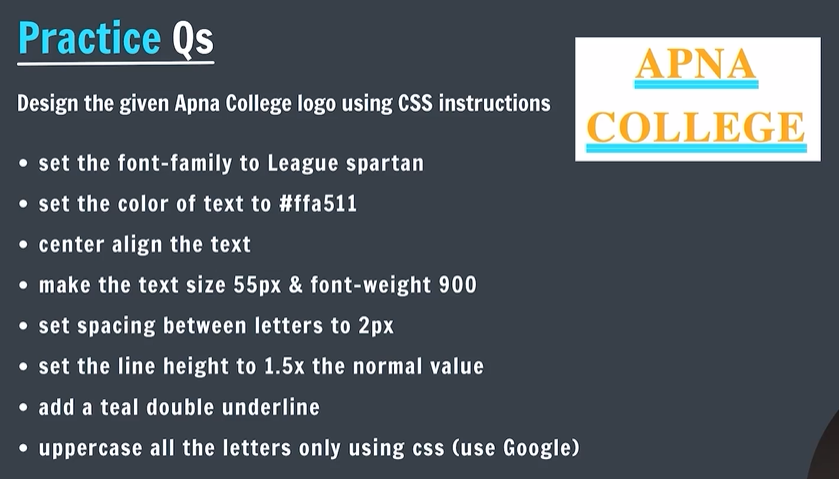 Practice Qs
Design the given Apna College logo using CSS instructions
APNA
COLLEGE
• set the font-family to League spartan
• set the color of text to #ffa511
• center align the text
• make the text size 55px & font-weight 900
• set spacing between letters to 2px
• set the line height to 1.5x the normal value
• add a teal double underline
• uppercase all the letters only using css (use Google)